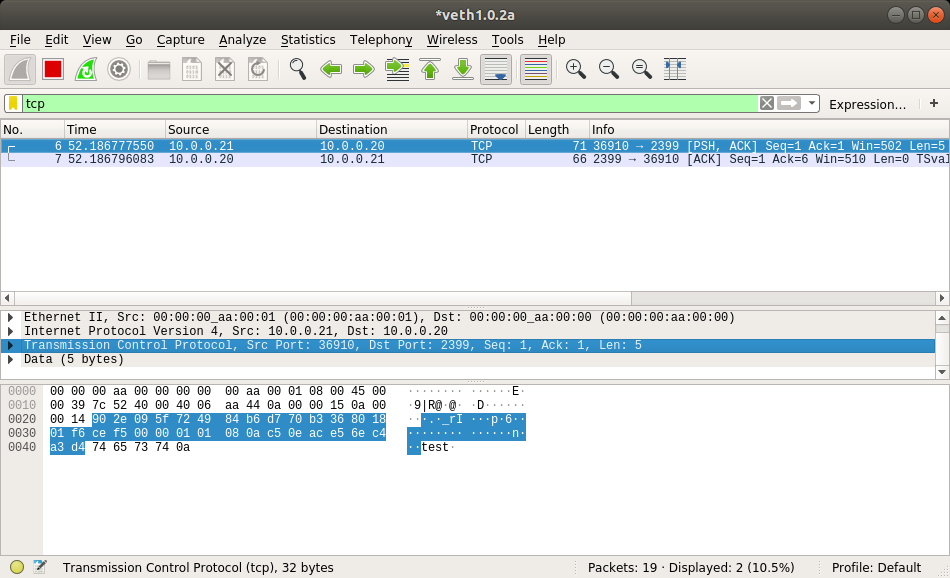 *veth1.0.2a
File Edit View Go Capture Analyze Statistics Telephony Wireless Tools Help
tcp Expression… +
No. Time Source Destination Protocol Length Info
6 52.186777550 10.0.0.21 10.0.0.20 TCP 71 36910 → 2399 [PSH, ACK] Seq=1 Ack=1 Win=502 Len=5
7 52.186796083 10.0.0.20 10.0.0.21 TCP 66 2399 → 36910 [ACK] Seq=1 Ack=6 Win=510 Len=0 TSval
Ethernet II, Src: 00:00:00_aa:00:01 (00:00:00:aa:00:01), Dst: 00:00:00_aa:00:00 (00:00:00:aa:00:00)
Internet Protocol Version 4, Src: 10.0.0.21, Dst: 10.0.0.20
Transmission Control Protocol, Src Port: 36910, Dst Port: 2399, Seq: 1, Ack: 1, Len: 5
Data (5 bytes)
0000 00 00 00 aa 00 00 00 00 00 aa 00 01 08 00 45 00 ········ ······E·
0010 00 39 7c 52 40 00 40 06 aa 44 0a 00 00 15 0a 00 ·9|R@·@· ·D······
0020 00 14 90 2e 09 5f 72 49 84 b6 d7 70 b3 36 80 18 ···.·_rI ···p·6··
0030 01 f6 ce f5 00 00 01 01 08 0a c5 0e ac e5 6e c4 ········ ······n·
0040 a3 d4 74 65 73 74 0a ··test·
Transmission Control Protocol (tcp), 32 bytes Packets: 19 · Displayed: 2 (10.5%) Profile: Default